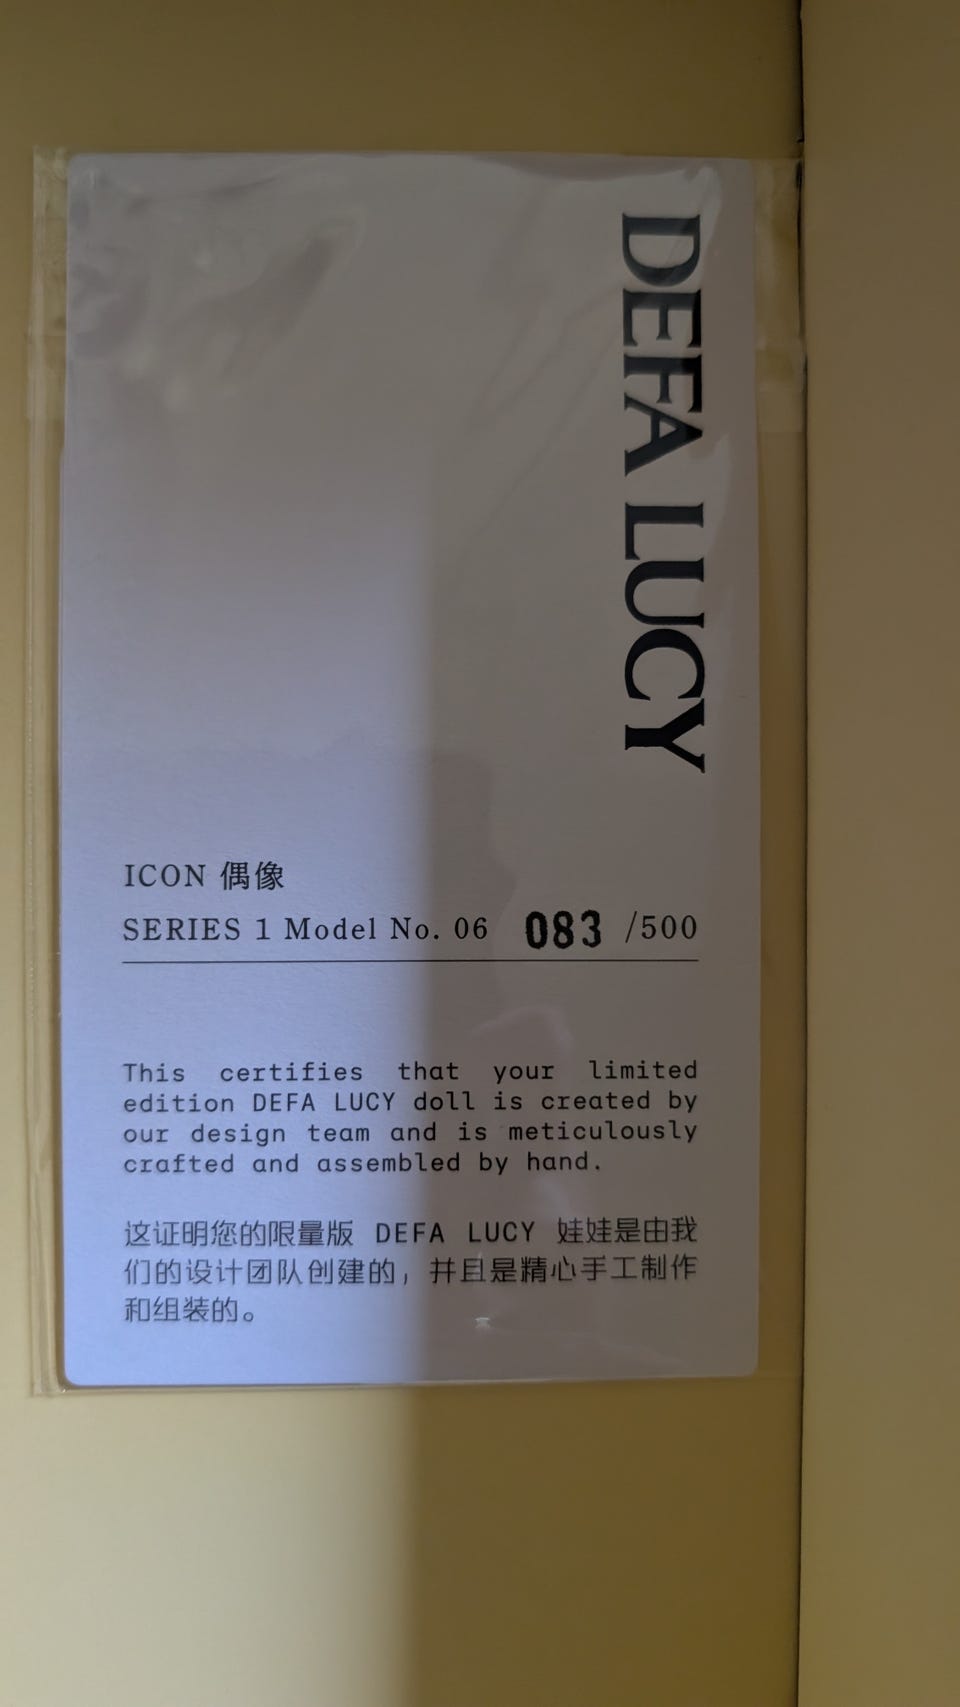 DEFA LUCY
ICON 偶像
SERIES 1 Model No. 06 083 /500
This certifies that your limited
edition DEFA LUCY doll is created by
our design team and is meticulously
crafted and assembled by hand.
这证明您的限量版 DEFA LUCY 娃娃是由我
们的设计团队创建的，并且是精心手工制作
和组装的。